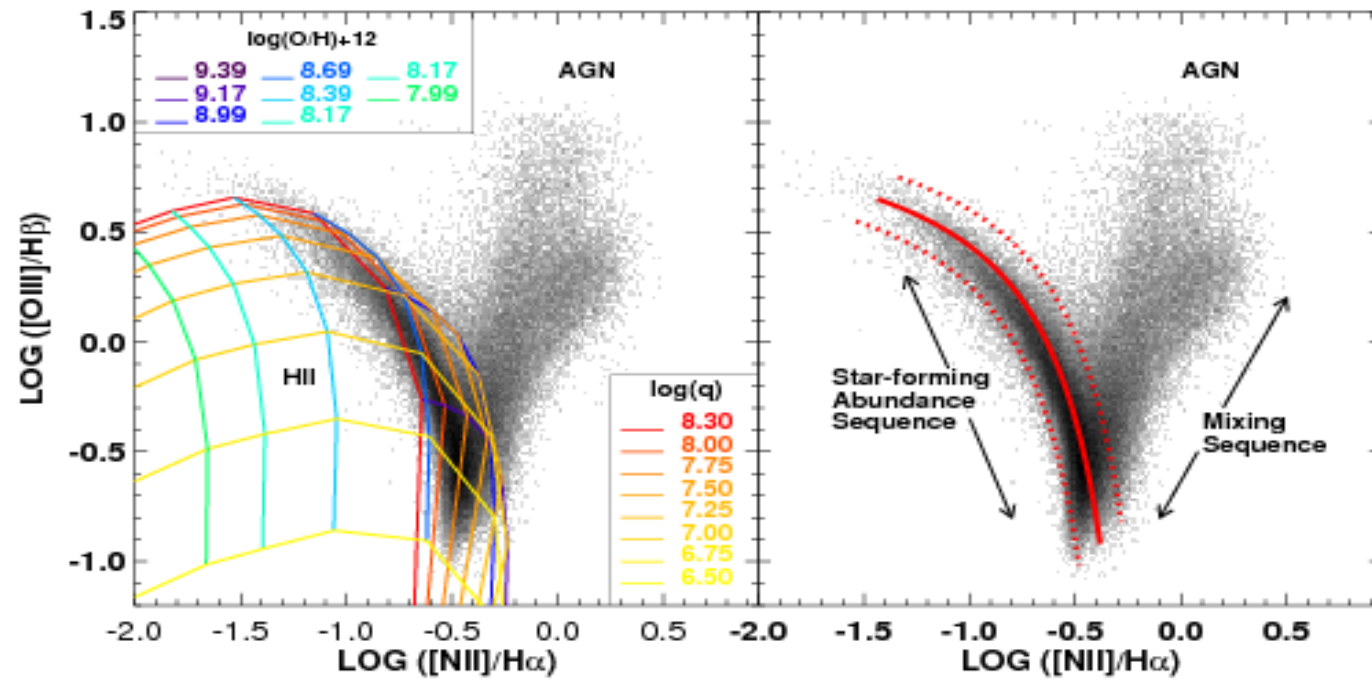 LOG ([OIII]/Hβ)
1.5
1.0
0.5
0.0
-0.5
-1.0
log(O/H)+12
9.39 8.69 8.17
9.17 8.39 7.99
8.99 8.17
AGN
HII
log(q)
8.30
8.00
7.75
7.50
7.25
7.00
6.75
6.50
-2.0 -1.5 -1.0 -0.5 0.0 0.5
LOG ([NII]/Hα)
AGN
Star-forming
Abundance
Sequence
Mixing
Sequence
-2.0 -1.5 -1.0 -0.5 0.0 0.5
LOG ([NII]/Hα)